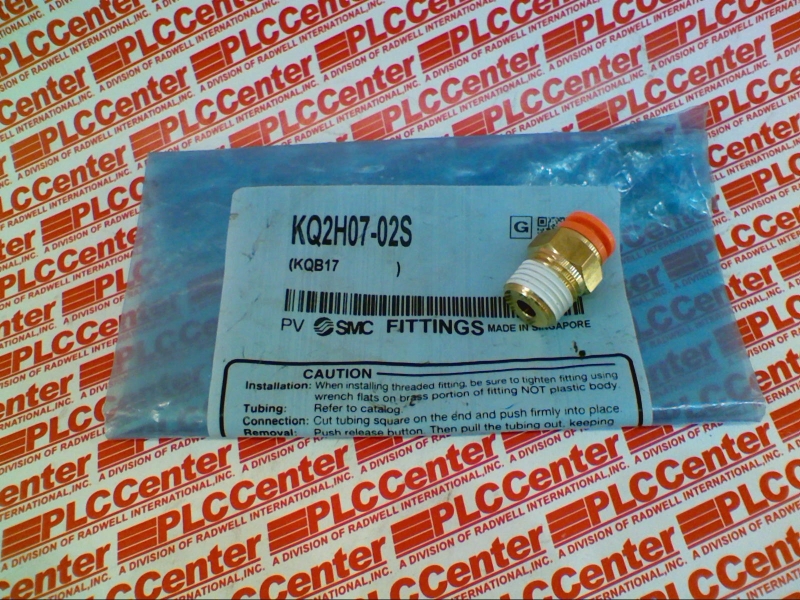 KQ2H07-02S
G
(KQB17 )
PV SMC FITTINGS MADE IN SINGAPORE
CAUTION
Installation: When installing threaded fitting, be sure to tighten fitting using
wrench flats on brass portion of fitting NOT plastic body.
Tubing: Refer to catalog.
Connection: Cut tubing square on the end and push firmly into place
Removal: Push release button. Then pull the tubing out, keeping
PLCCenter
A DIVISION OF RADWELL INTERNATIONAL, INC.